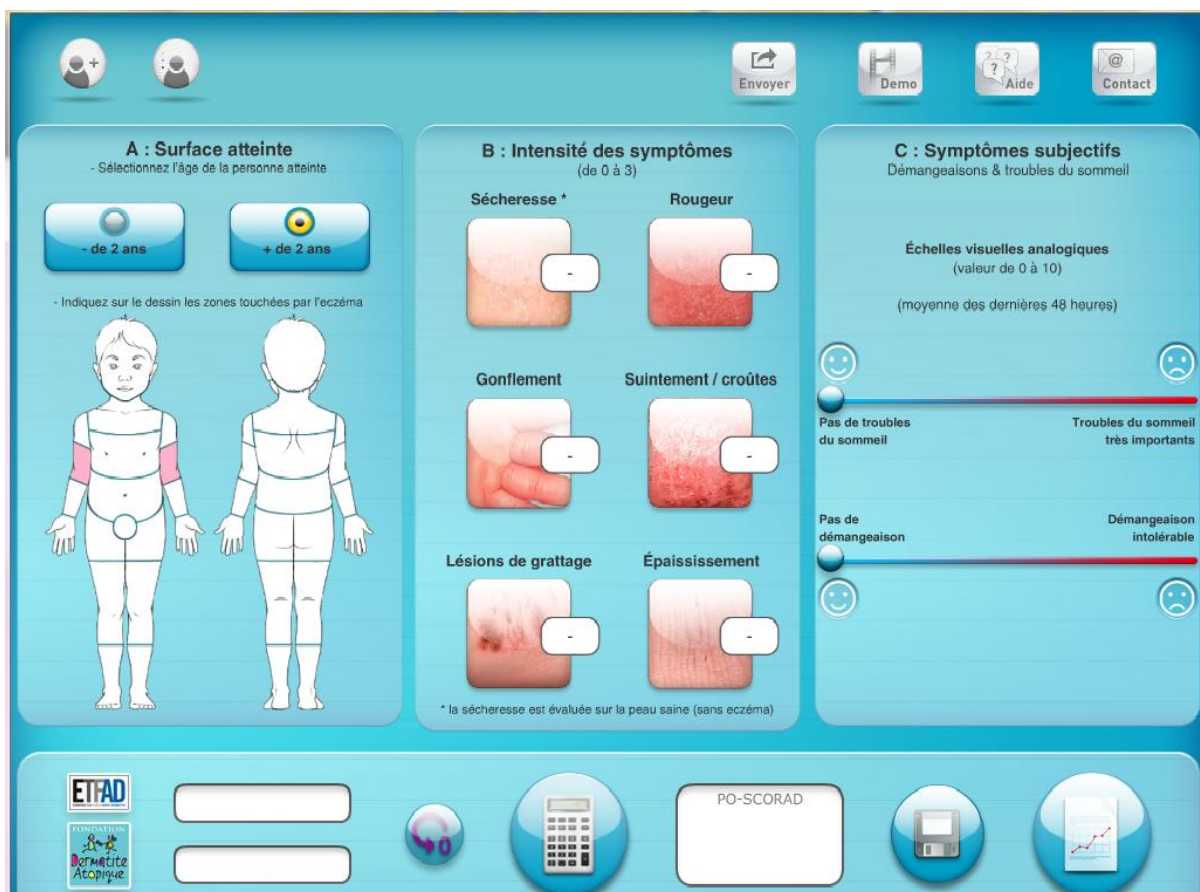 Envoyer
Demo
Aide
Contact
A : Surface atteinte
- Sélectionnez l'âge de la personne atteinte
- de 2 ans
+ de 2 ans
- Indiquez sur le dessin les zones touchées par l'eczéma
B : Intensité des symptômes
(de 0 à 3)
Sécheresse *
Rougeur
-
-
Gonflement
Suintement / croûtes
-
-
Lésions de grattage
Épaississement
-
-
* la sécheresse est évaluée sur la peau saine (sans eczéma)
C : Symptômes subjectifs
Démangeaisons & troubles du sommeil
Échelles visuelles analogiques
(valeur de 0 à 10)
(moyenne des dernières 48 heures)
Pas de troubles
du sommeil
Troubles du sommeil
très importants
Pas de
démangeaison
Démangeaison
intolérable
ETFAD
FONDATION
Dermatite
Atopique
0
PO-SCORAD